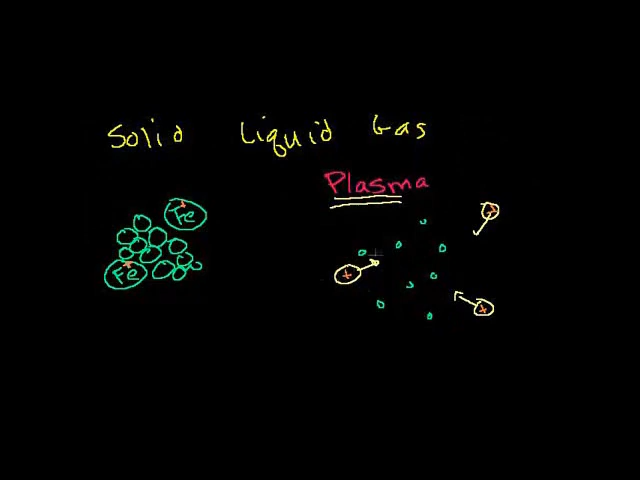 Solid Liquid Gas
Plasma
Fe +
+
Fe +
+
+